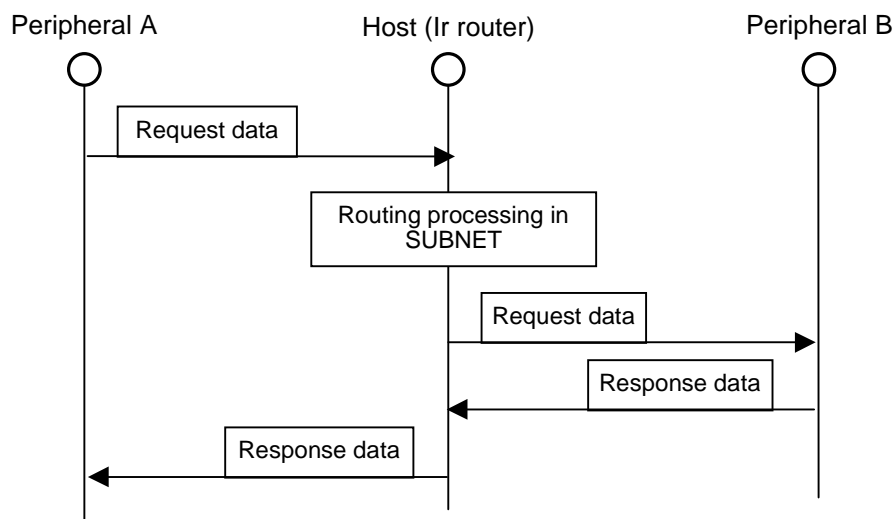 Peripheral A
Host (Ir router)
Peripheral B
Request data
Routing processing in
SUBNET
Request data
Response data
Response data